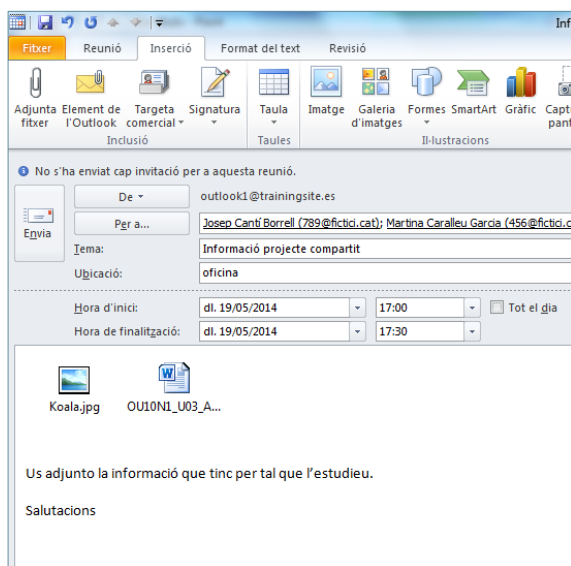 Inf
Fitxer Reunió Inserció Format del text Revisió
Adjunta Element de Targeta Signatura Taula Imatge Galeria Formes SmartArt Gràfic Capt
fitxer l'Outlook comercial d'imatges pant
Inclusió Taules Il·lustracions
No s'ha enviat cap invitació per a aquesta reunió.
De outlook1@trainingsite.es
Envia
Per a... Josep Cantí Borrell (789@fictici.cat); Martina Caralleu Garcia (456@fictici.c
Tema: Informació projecte compartit
Ubicació: oficina
Hora d'inici: dl. 19/05/2014 17:00 Tot el dia
Hora de finalització: dl. 19/05/2014 17:30
Koala.jpg OU10N1_U03_A...
Us adjunto la informació que tinc per tal que l'estudieu.
Salutacions